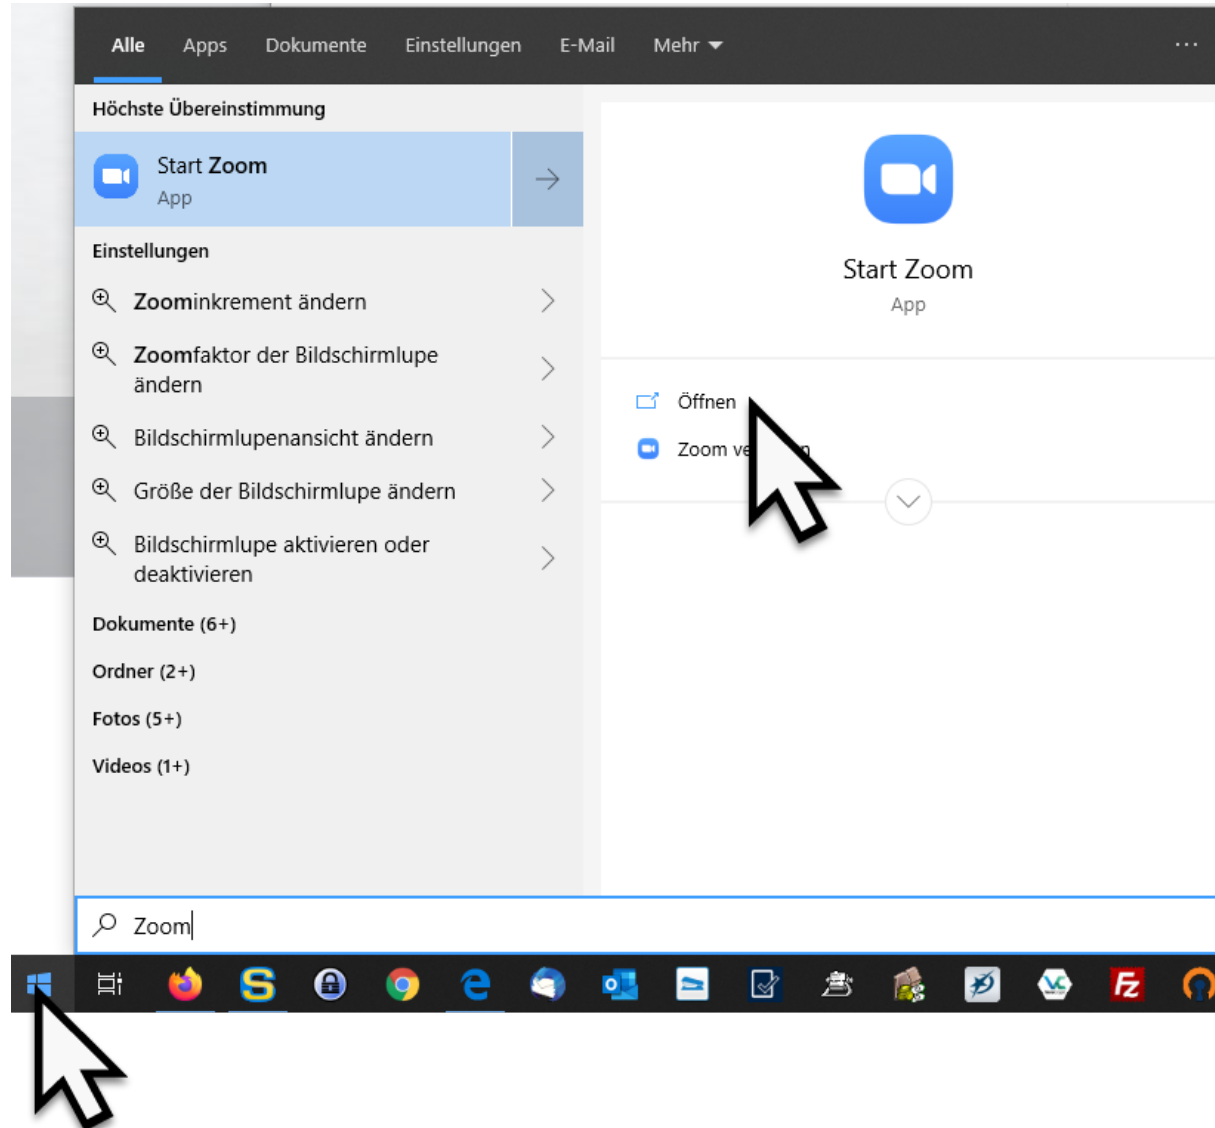 Alle Apps Dokumente Einstellungen E-Mail Mehr
Höchste Übereinstimmung
Start Zoom
App
Einstellungen
Zoominkrement ändern
Zoomfaktor der Bildschirmlupe
ändern
Bildschirmlupenansicht ändern
Größe der Bildschirmlupe ändern
Bildschirmlupe aktivieren oder
deaktivieren
Dokumente (6+)
Ordner (2+)
Fotos (5+)
Videos (1+)
Start Zoom
App
Öffnen
Zoom
Zoom